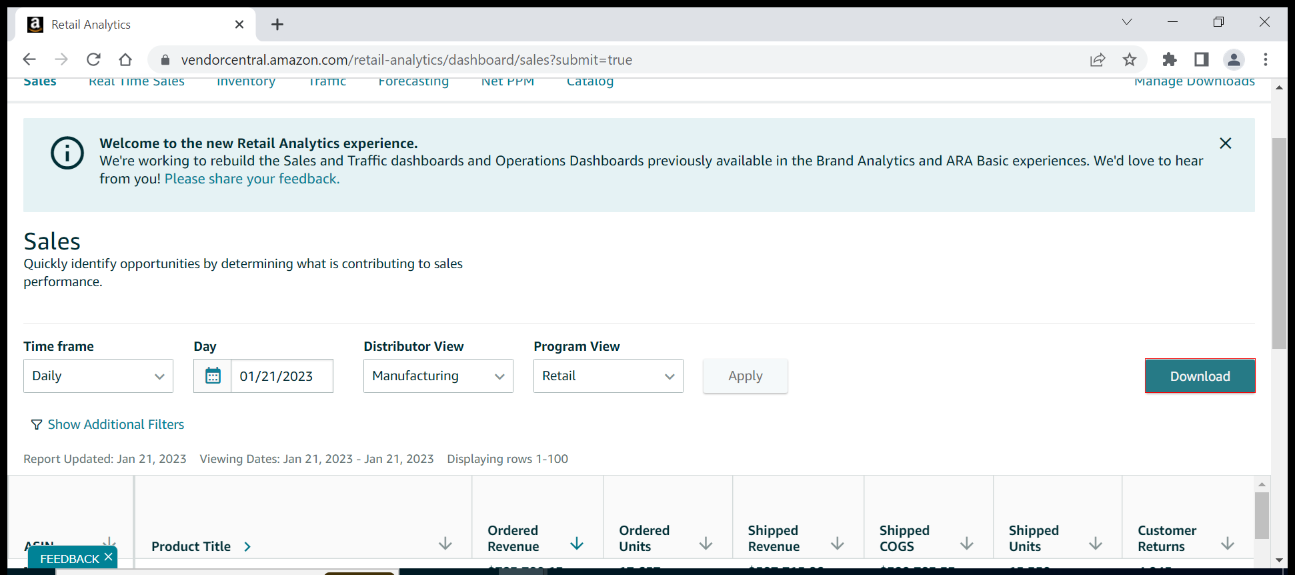 Retail Analytics
vendorcentral.amazon.com/retail-analytics/dashboard/sales?submit=true
Sales Real Time Sales Inventory Traffic Forecasting Net PPM Catalog Manage Downloads
Welcome to the new Retail Analytics experience.
We're working to rebuild the Sales and Traffic dashboards and Operations Dashboards previously available in the Brand Analytics and ARA Basic experiences. We'd love to hear
from you! Please share your feedback.
Sales
Quickly identify opportunities by determining what is contributing to sales
performance.
Time frame Day Distributor View Program View
Daily 01/21/2023 Manufacturing Retail Apply Download
Show Additional Filters
Report Updated: Jan 21, 2023 Viewing Dates: Jan 21, 2023 - Jan 21, 2023 Displaying rows 1-100
Ordered Ordered Shipped Shipped Shipped Customer
ASIN Product Title Revenue Units Revenue COGS Units Returns
FEEDBACK